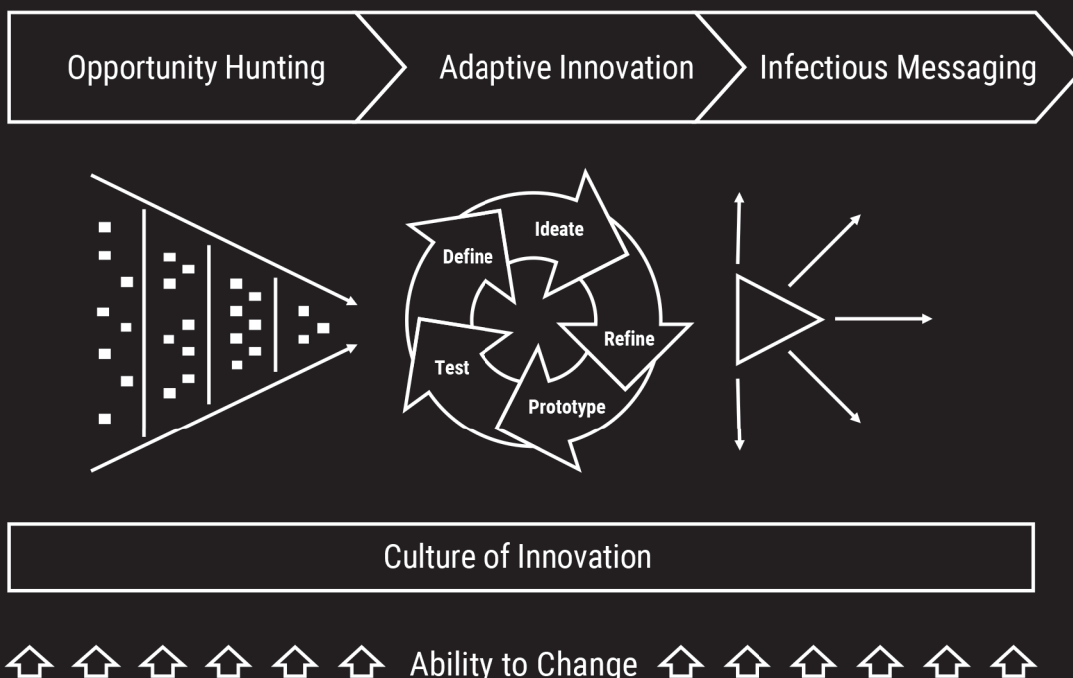 Opportunity Hunting
Adaptive Innovation
Infectious Messaging
Define
Ideate
Refine
Prototype
Test
Culture of Innovation
Ability to Change